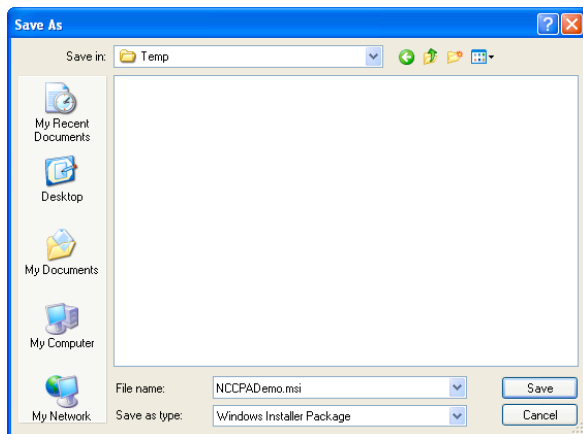 Save As
Save in: Temp
My Recent
Documents
Desktop
My Documents
My Computer
My Network
File name: NCCPADemo.msi Save
Save as type: Windows Installer Package Cancel